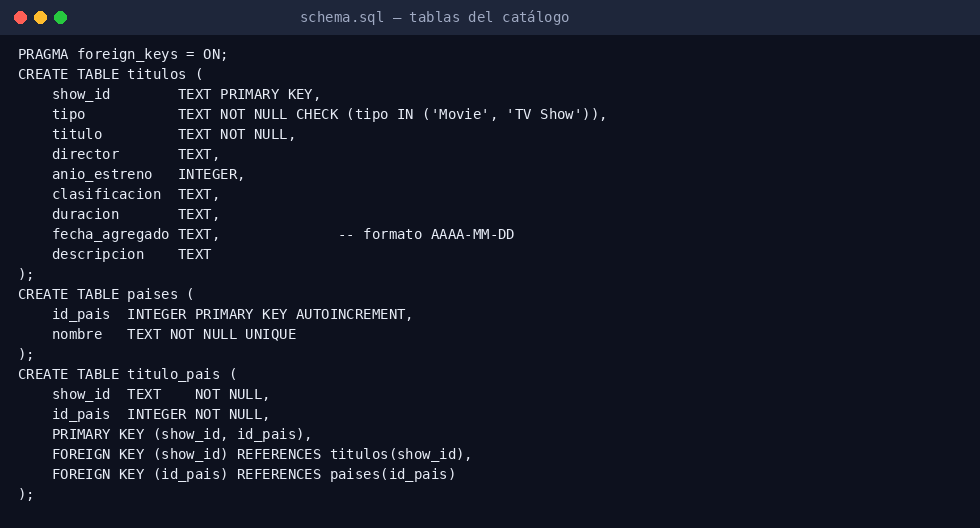 schema.sql — tablas del catálogo
PRAGMA foreign_keys = ON;
CREATE TABLE titulos (
    show_id        TEXT PRIMARY KEY,
    tipo           TEXT NOT NULL CHECK (tipo IN ('Movie', 'TV Show')),
    titulo         TEXT NOT NULL,
    director       TEXT,
    anio_estreno   INTEGER,
    clasificacion  TEXT,
    duracion       TEXT,
    fecha_agregado TEXT,              -- formato AAAA-MM-DD
    descripcion    TEXT
);
CREATE TABLE paises (
    id_pais  INTEGER PRIMARY KEY AUTOINCREMENT,
    nombre   TEXT NOT NULL UNIQUE
);
CREATE TABLE titulo_pais (
    show_id  TEXT    NOT NULL,
    id_pais  INTEGER NOT NULL,
    PRIMARY KEY (show_id, id_pais),
    FOREIGN KEY (show_id) REFERENCES titulos(show_id),
    FOREIGN KEY (id_pais) REFERENCES paises(id_pais)
);